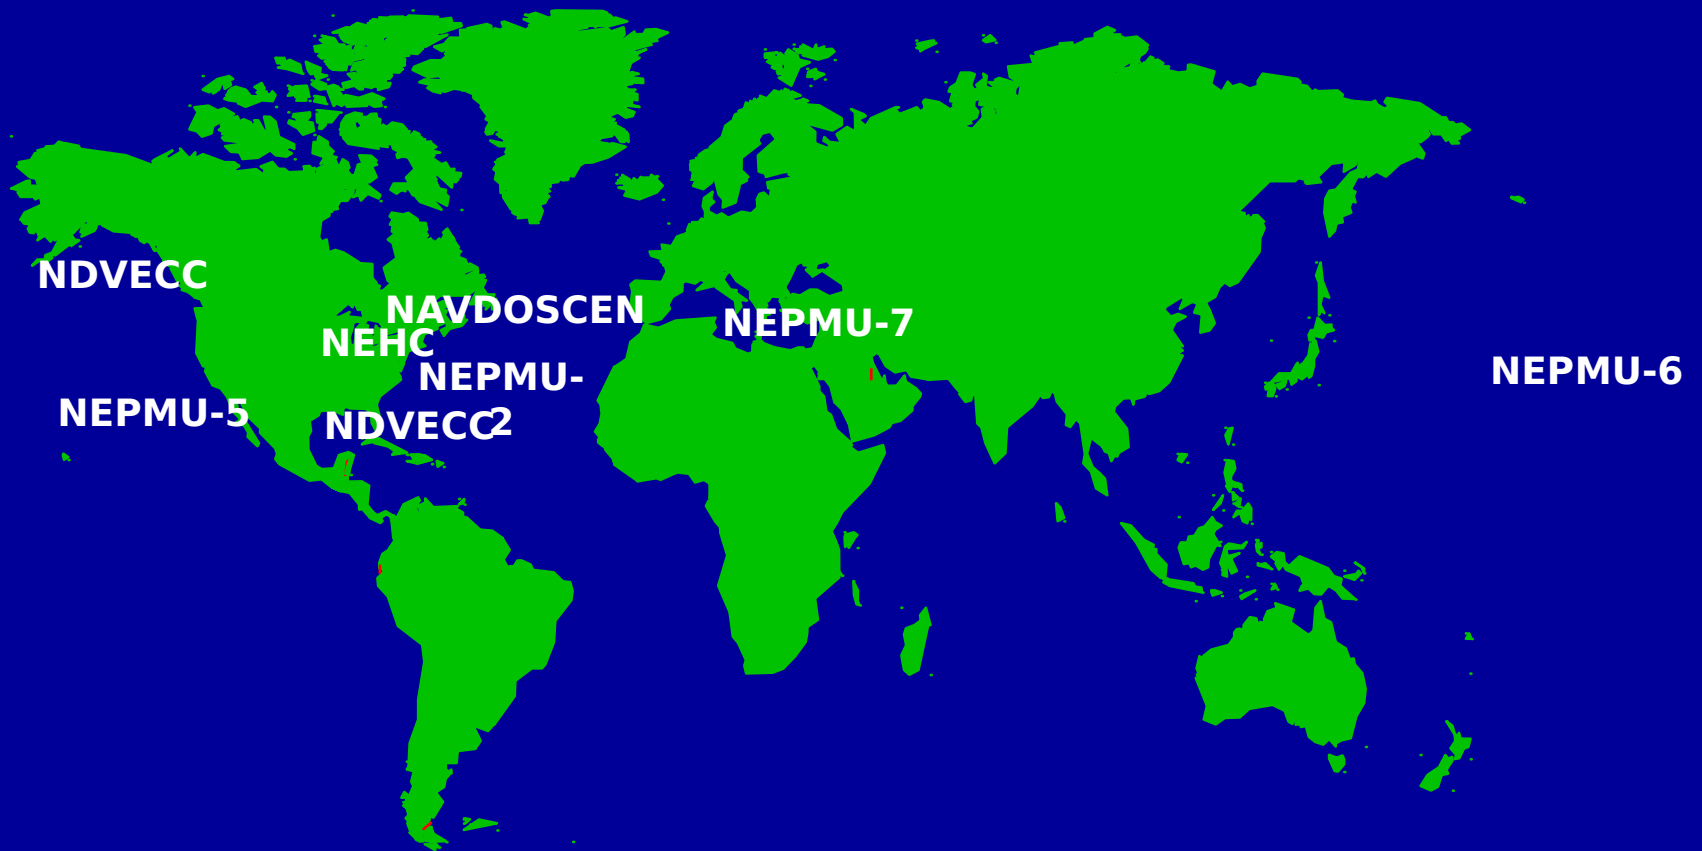 NDVECC
NAVDOSCEN
NEHC
NEPMU-7
NEPMU-
2
NEPMU-6
NEPMU-5
NDVECC